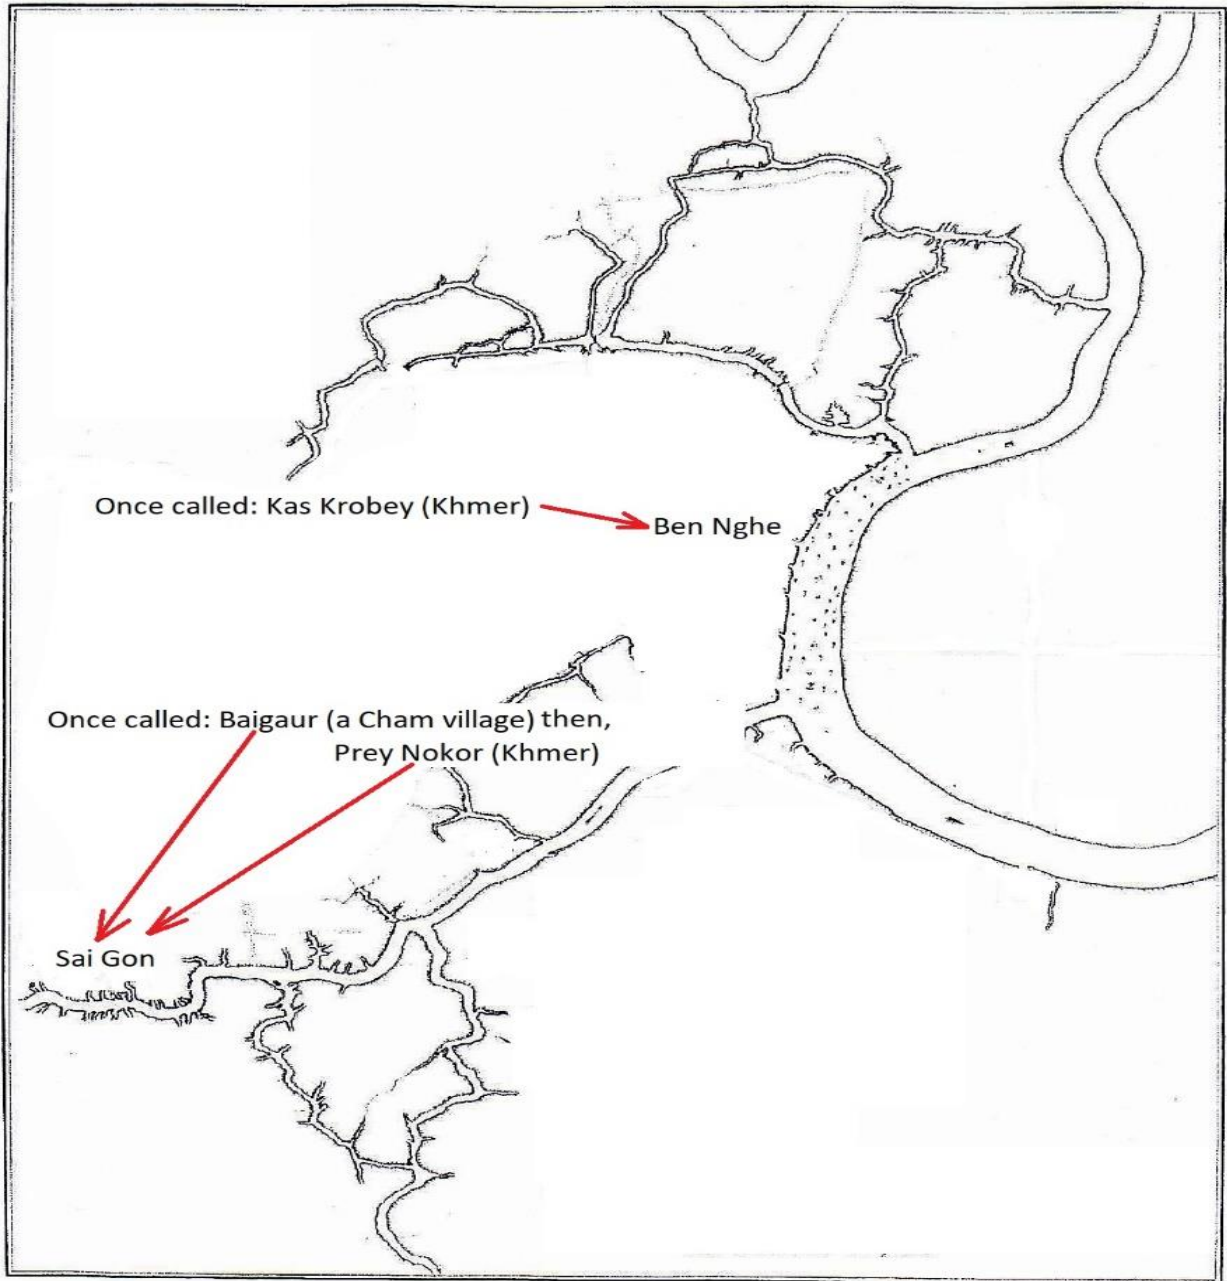 Once called: Kas Krobey (Khmer)
Ben Nghe
Once called: Baigaur (a Cham village) then,
Prey Nokor (Khmer)
Sai Gon